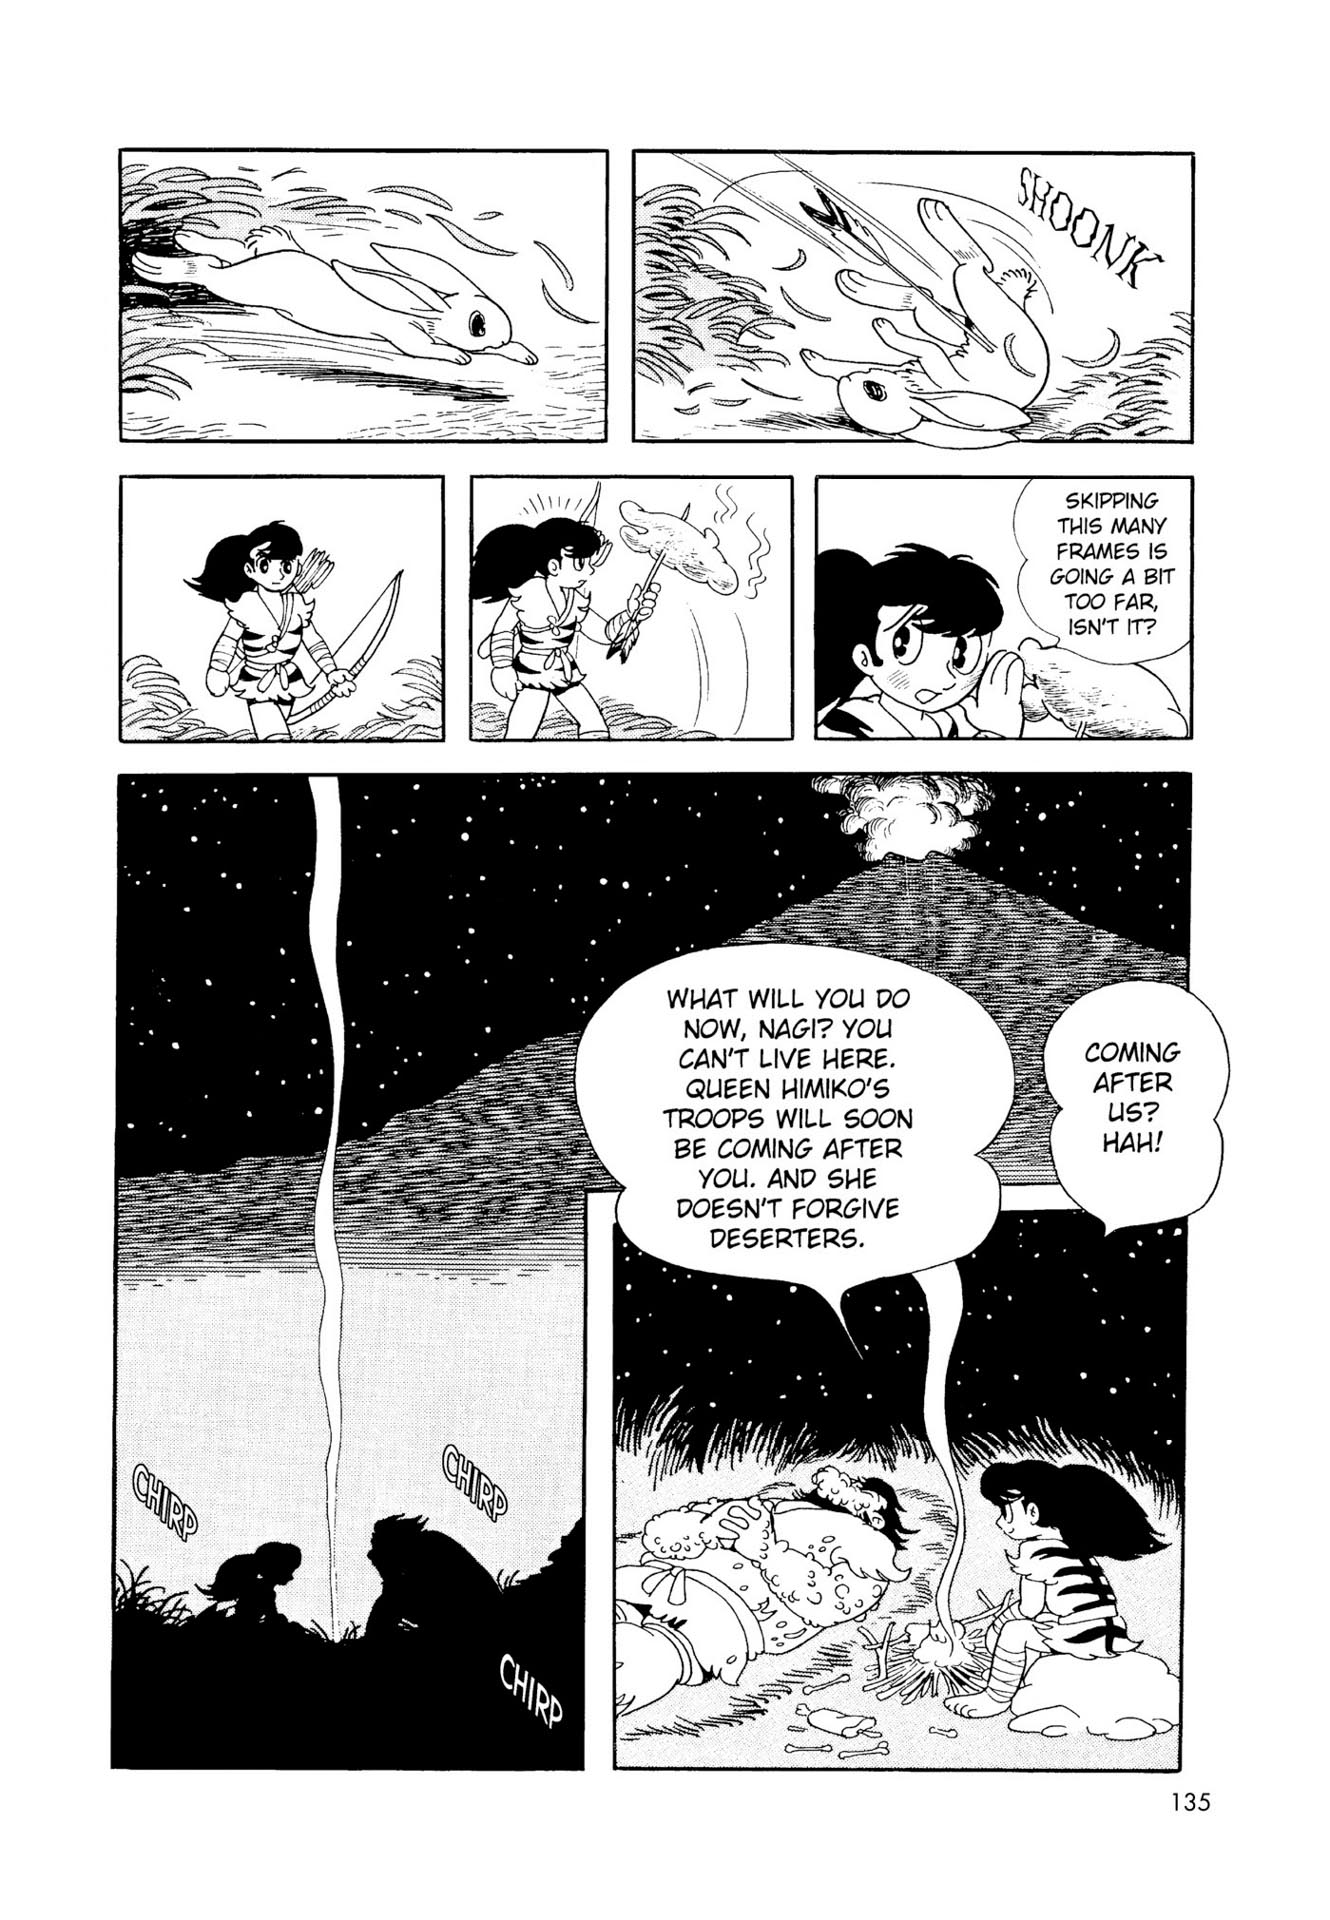 SHOONK
SKIPPING
THIS MANY
FRAMES IS
GOING A BIT
TOO FAR,
ISN'T IT?
WHAT WILL YOU DO
NOW, NAGI? YOU
CAN'T LIVE HERE.
QUEEN HIMIKO'S
TROOPS WILL SOON
BE COMING AFTER
YOU. AND SHE
DOESN'T FORGIVE
DESERTERS.
COMING
AFTER
US?
HAH!
CHIRP
CHIRP
CHIRP
135